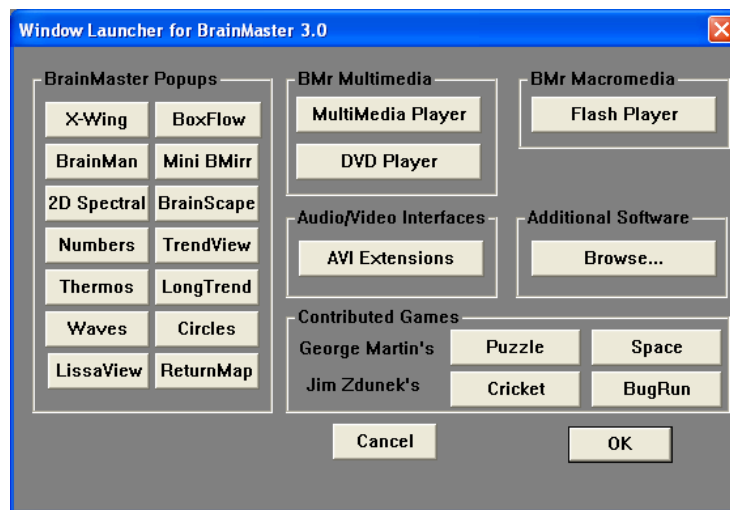 Window Launcher for BrainMaster 3.0
BrainMaster Popups
X-Wing BoxFlow
BrainMan Mini BMirr
2D Spectral BrainScape
Numbers TrendView
Thermos LongTrend
Waves Circles
LissaView ReturnMap
BMr Multimedia
MultiMedia Player
DVD Player
BMr Macromedia
Flash Player
Audio/Video Interfaces
AVI Extensions
Additional Software
Browse...
Contributed Games
George Martin's Puzzle Space
Jim Zdunek's Cricket BugRun
Cancel OK